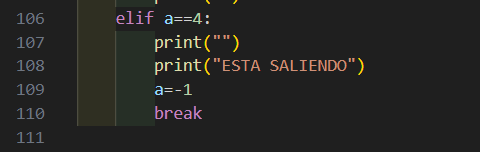 106 elif a==4:
107 print("")
108 print("ESTA SALIENDO")
109 a=-1
110 break
111